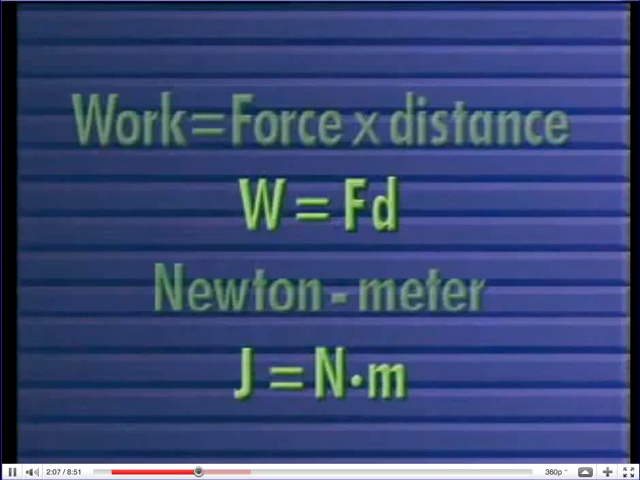 Work=Force x distance
W = Fd
Newton - meter
J = N·m
2:07 / 8:51
360p